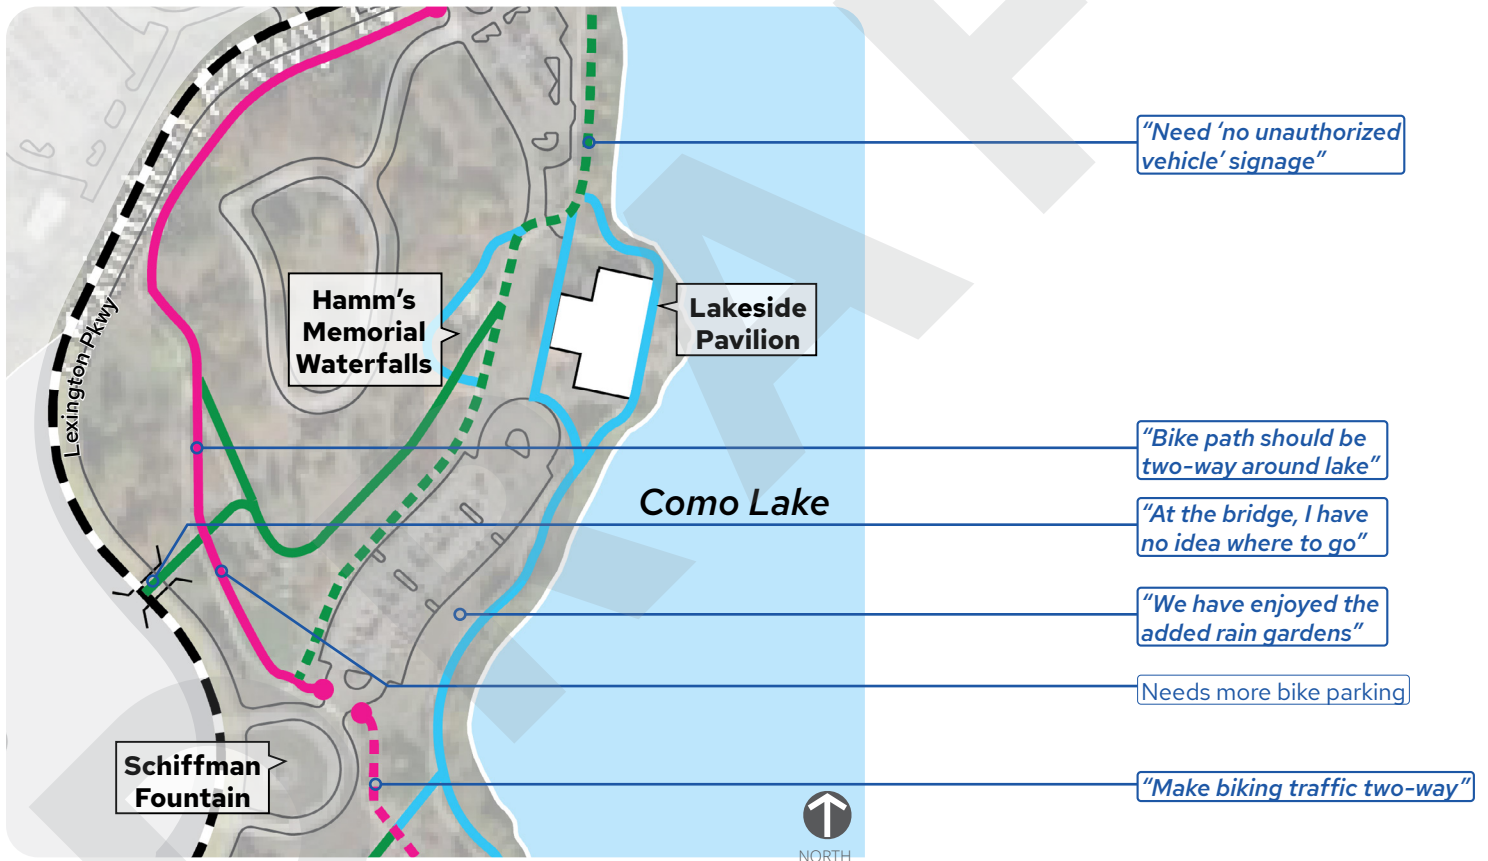 “Need ‘no unauthorized
vehicle’ signage”
Hamm’s
Memorial
Waterfalls
Lakeside
Pavilion
Lexington Pkwy
“Bike path should be
two-way around lake”
Como Lake
“At the bridge, I have
no idea where to go”
“We have enjoyed the
added rain gardens”
Needs more bike parking
Schiffman
Fountain
“Make biking traffic two-way”
NORTH